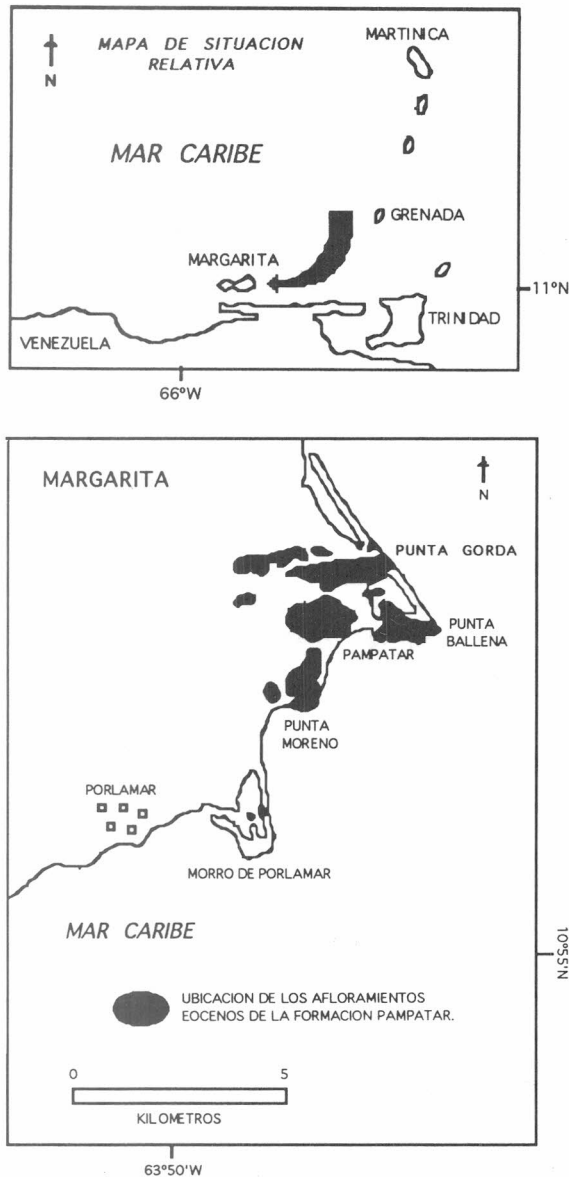 MAPA DE SITUACION
RELATIVA
N
MARTINICA
MAR CARIBE
GRENADA
MARGARITA
11°N
TRINIDAD
VENEZUELA
66°W
MARGARITA
N
PUNTA GORDA
PUNTA
BALLENA
PAMPATAR
PUNTA
MORENO
PORLAMAR
MORRO DE PORLAMAR
MAR CARIBE
10°55'N
UBICACION DE LOS AFLORAMIENTOS
EOCENOS DE LA FORMACION PAMPATAR.
0 5
KILOMETROS
63°50'W